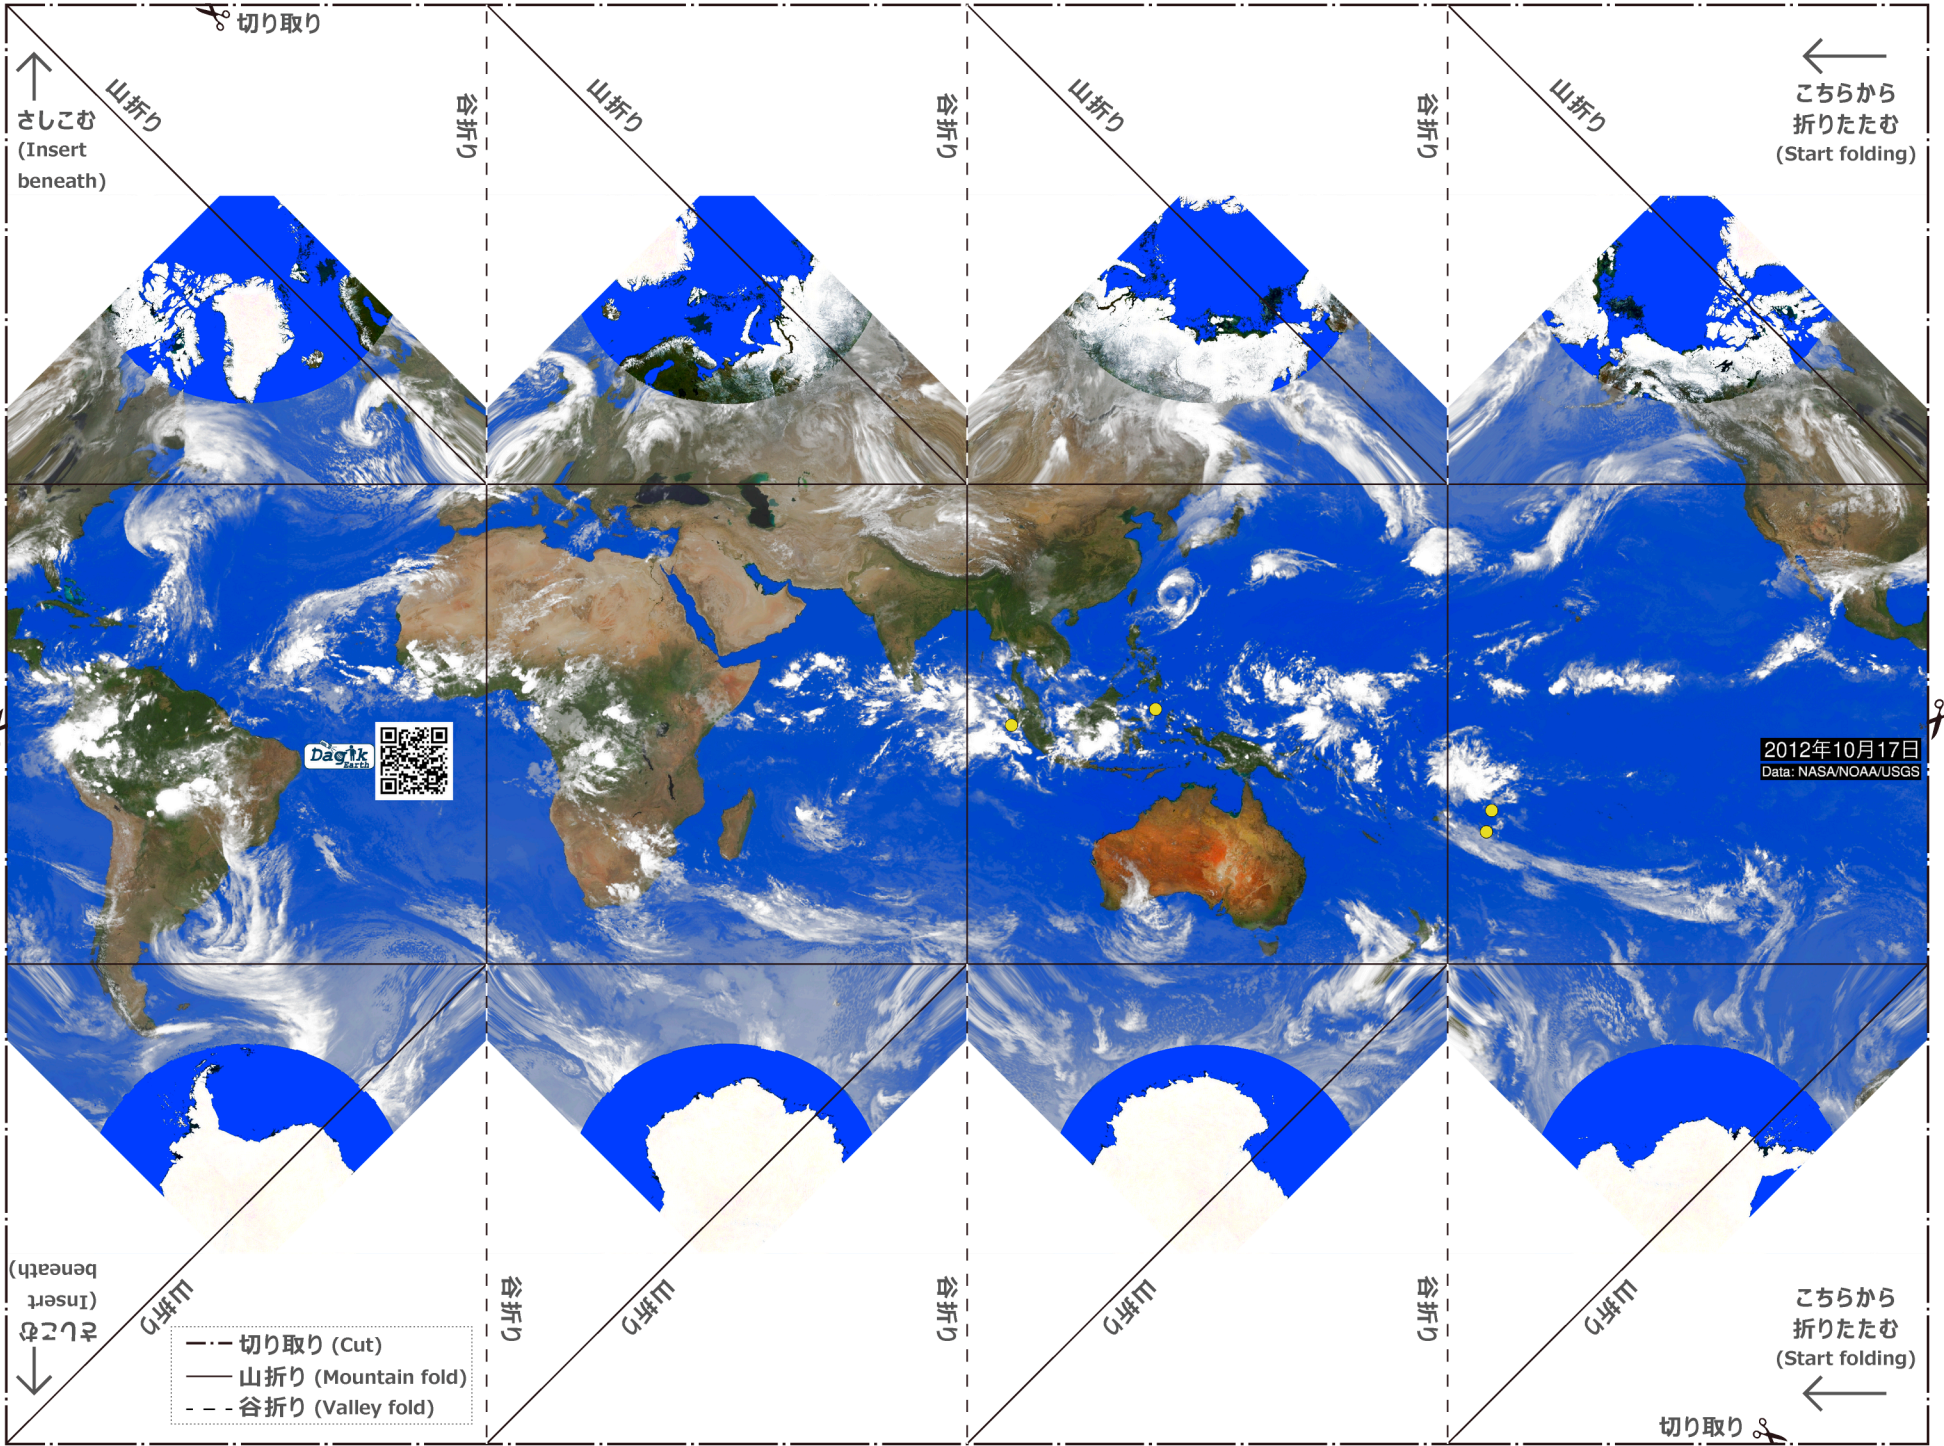 切り取り
山折り
谷折り
山折り
谷折り
山折り
谷折り
山折り
さしこむ
(Insert
beneath)
こちらから
折りたたむ
(Start folding)
Dagik
Earth
2012年10月17日
Data: NASA/NOAA/USGS
さしこむ
(Insert
beneath)
山折り
谷折り
山折り
谷折り
山折り
谷折り
山折り
こちらから
折りたたむ
(Start folding)
切り取り (Cut)
山折り (Mountain fold)
谷折り (Valley fold)
切り取り